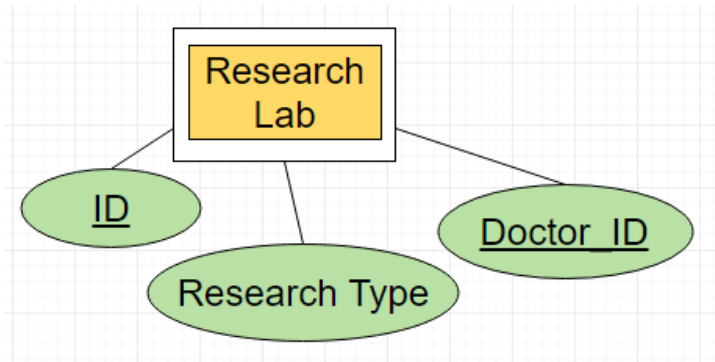 Research
Lab
ID
Doctor_ID
Research Type